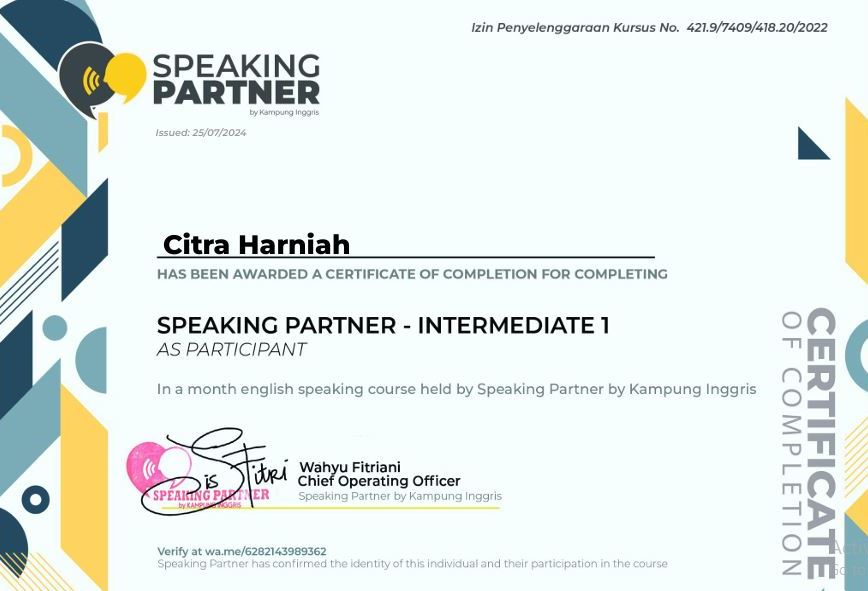 Izin Penyelenggaraan Kursus No. 421.9/7409/418.20/2022
SPEAKING
PARTNER
by Kampung Inggris
Issued: 25/07/2024
Citra Harniah
HAS BEEN AWARDED A CERTIFICATE OF COMPLETION FOR COMPLETING
SPEAKING PARTNER - INTERMEDIATE 1
AS PARTICIPANT
In a month english speaking course held by Speaking Partner by Kampung Inggris
CERTIFICATE
OF COMPLETION
SPEAKING PARTNER
by KAMPUNG INGGRIS
Wahyu Fitriani
Chief Operating Officer
Speaking Partner by Kampung Inggris
Verify at wa.me/6282143989362
Speaking Partner has confirmed the identity of this individual and their participation in the course